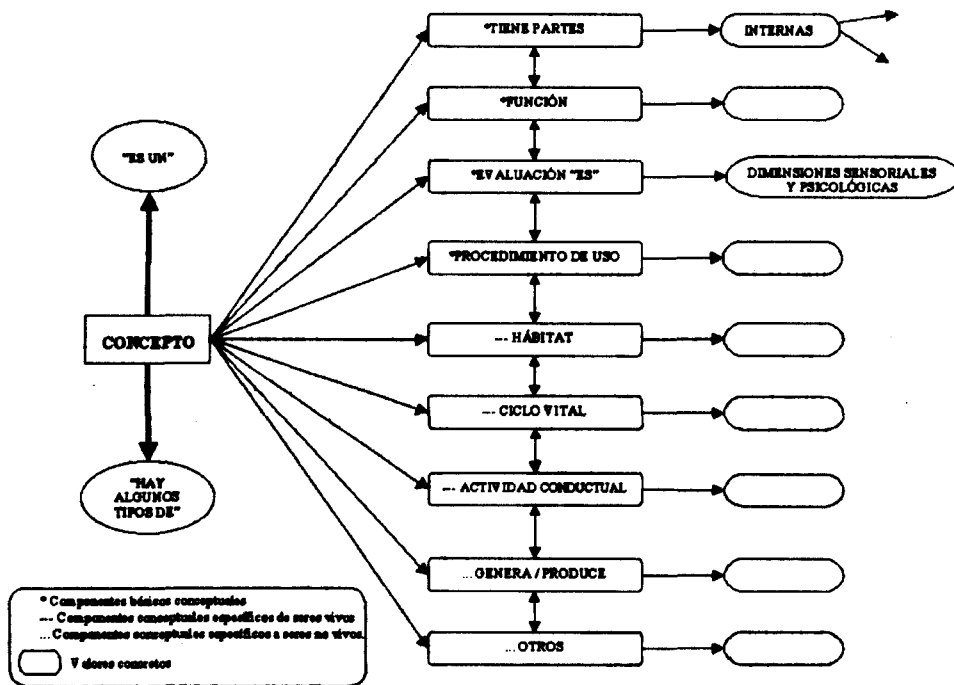 *TIENE PARTES
INTERNAS
*FUNCIÓN
"ES UN"
*EVALUACIÓN "ES"
DIMENSIONES SENSORIALES
Y PSICOLÓGICAS
*PROCEDIMIENTO DE USO
CONCEPTO
--- HÁBITAT
--- CICLO VITAL
"HAY
ALGUNOS
TIPOS DE"
--- ACTIVIDAD CONDUCTUAL
... GENERA / PRODUCE
... OTROS
* Componentes básicos conceptuales
--- Componentes conceptuales específicos de seres vivos
... Componentes conceptuales específicos a seres no vivos.
Valores concretos